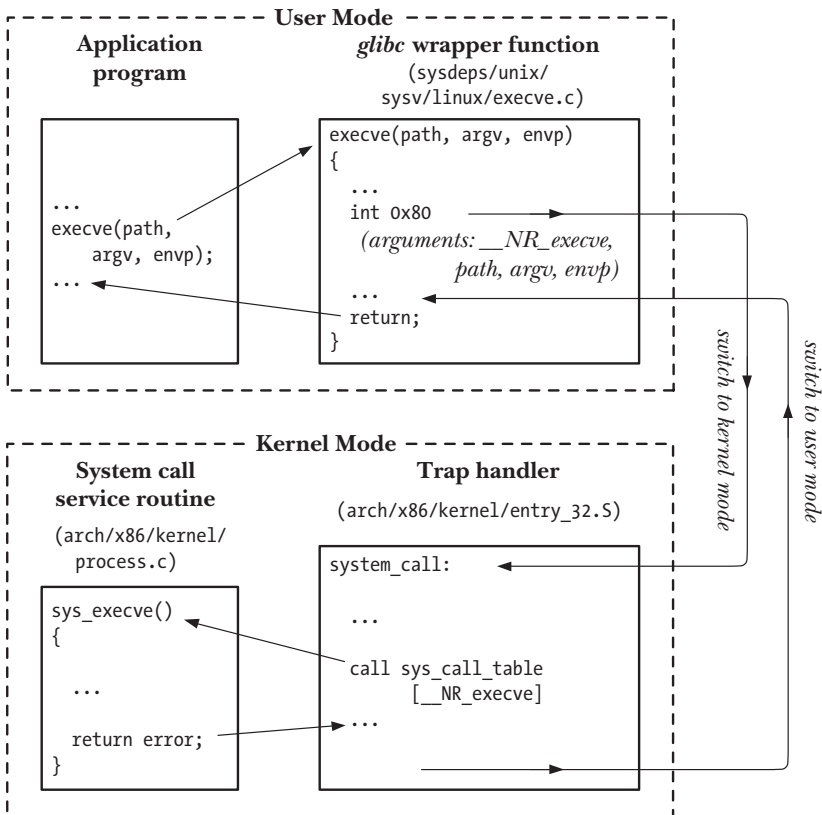 User Mode
Application
program
glibc wrapper function
(sysdeps/unix/
sysv/linux/execve.c)
...
execve(path,
argv, envp);
...
execve(path, argv, envp)
{
...
int 0x80
(arguments: __NR_execve,
path, argv, envp)
...
return;
}
switch to kernel mode
switch to user mode
Kernel Mode
System call
service routine
(arch/x86/kernel/
process.c)
Trap handler
(arch/x86/kernel/entry_32.S)
sys_execve()
{
...
return error;
}
system_call:
...
call sys_call_table
[__NR_execve]
...